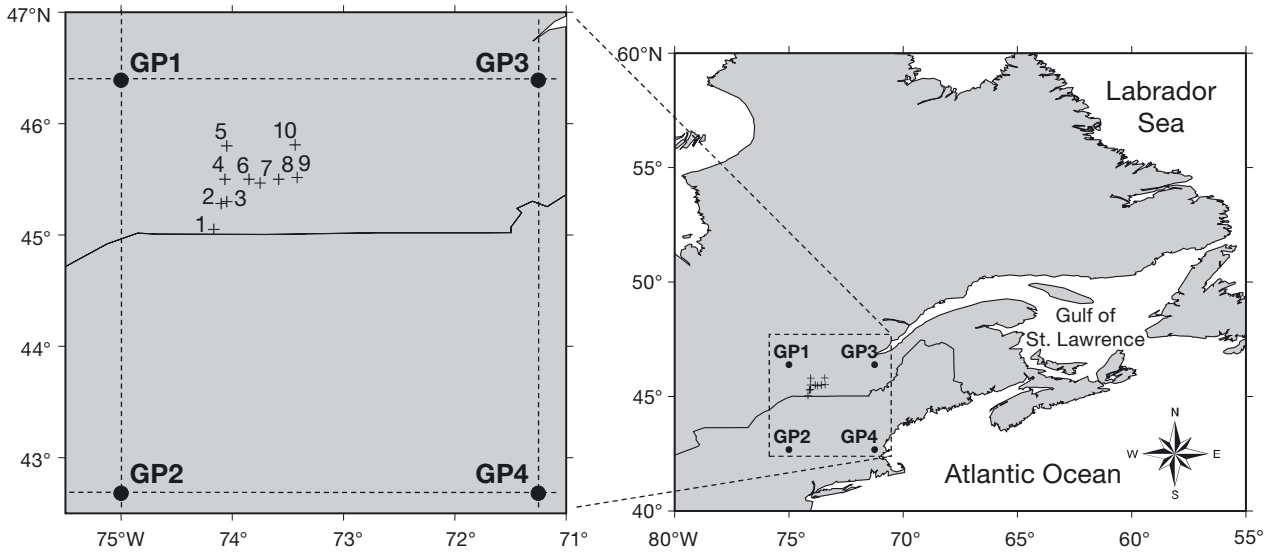 47°N
GP1
GP3
46°
5
10
4
6
7
8
9
2
3
1
45°
44°
43°
GP2
GP4
75°W
74°
73°
72°
71°
60°N
Labrador
Sea
55°
50°
Gulf of
St. Lawrence
GP1
GP3
45°
GP2
GP4
N
W
E
S
Atlantic Ocean
40°
80°W
75°
70°
65°
60°
55°